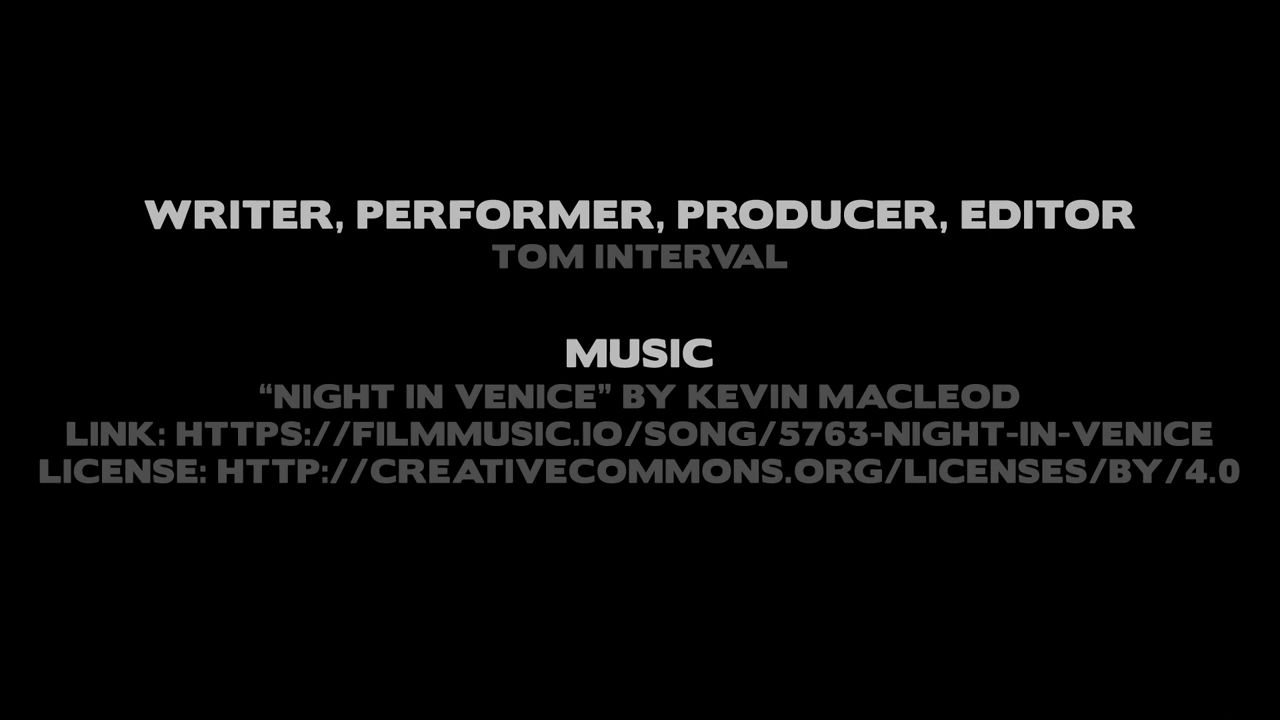 WRITER, PERFORMER, PRODUCER, EDITOR
TOM INTERVAL
MUSIC
“NIGHT IN VENICE” BY KEVIN MACLEOD
LINK: HTTPS://FILMMUSIC.IO/SONG/5763-NIGHT-IN-VENICE
LICENSE: HTTP://CREATIVECOMMONS.ORG/LICENSES/BY/4.0